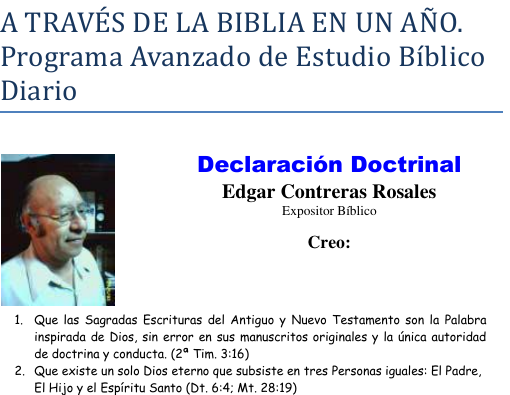 A TRAVÉS DE LA BIBLIA EN UN AÑO.
Programa Avanzado de Estudio Bíblico
Diario
Declaración Doctrinal
Edgar Contreras Rosales
Expositor Bíblico
Creo:
1. Que las Sagradas Escrituras del Antiguo y Nuevo Testamento son la Palabra
inspirada de Dios, sin error en sus manuscritos originales y la única autoridad
de doctrina y conducta. (2ª Tim. 3:16)
2. Que existe un solo Dios eterno que subsiste en tres Personas iguales: El Padre,
El Hijo y el Espíritu Santo (Dt. 6:4; Mt. 28:19)